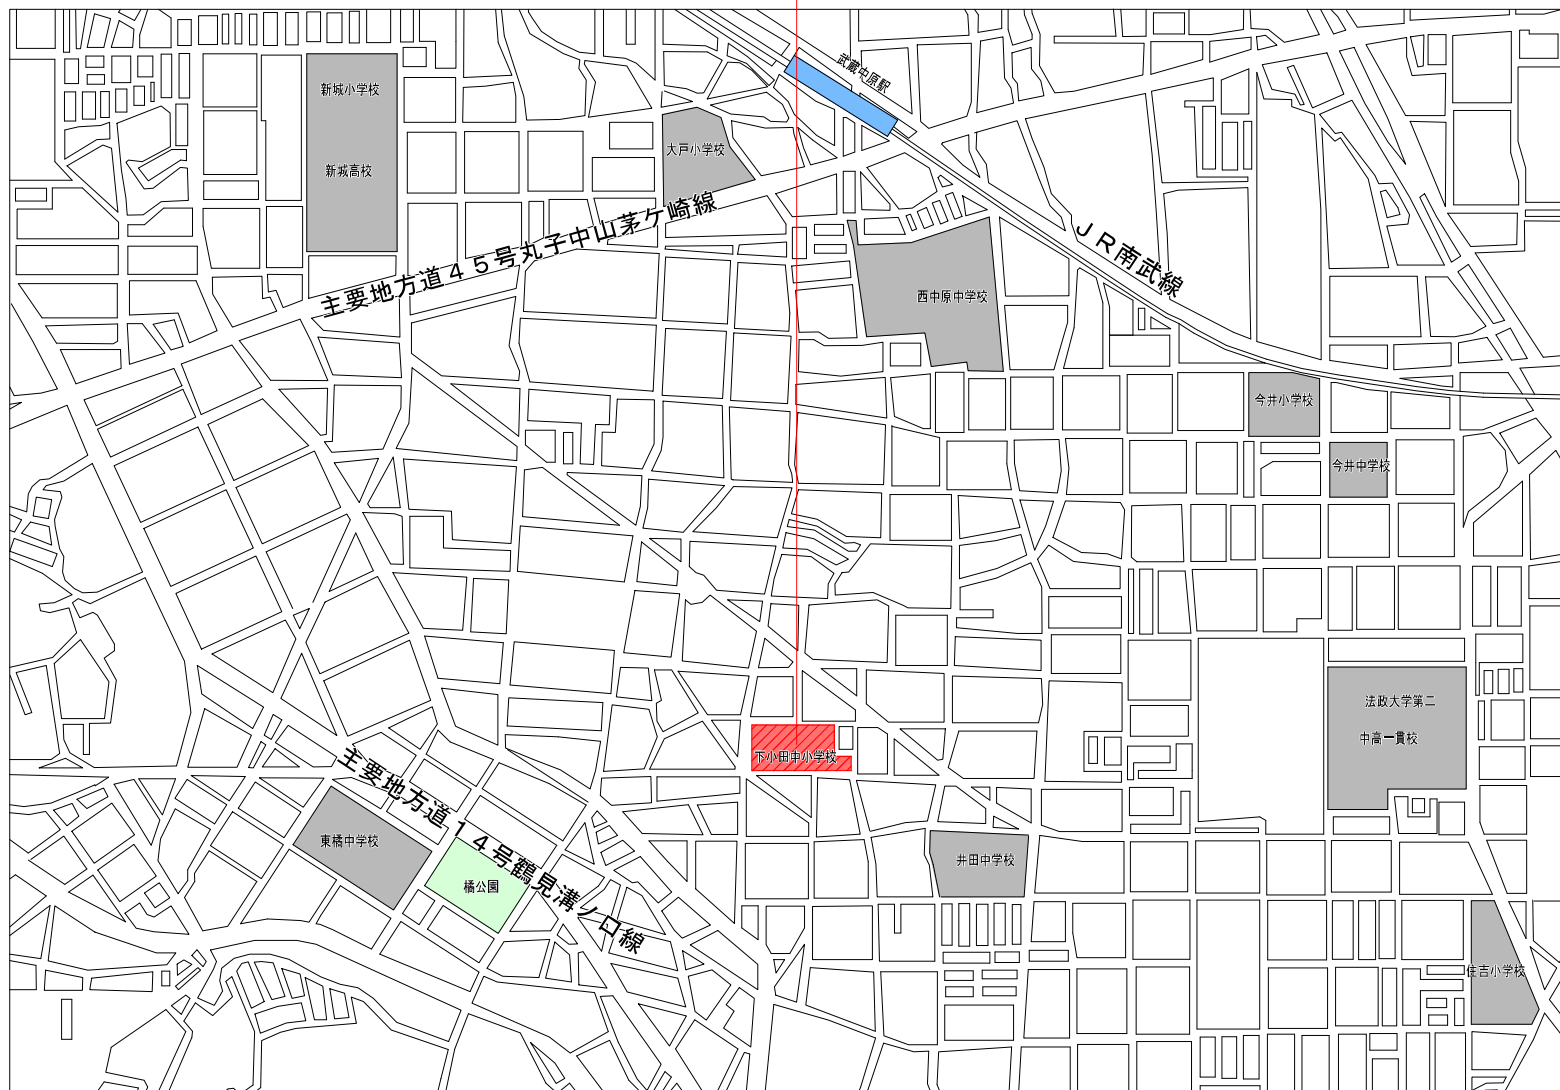 武蔵中原駅
新城小学校
新城高校
大戸小学校
主要地方道４５号丸子中山茅ケ崎線
ＪＲ南武線
西中原中学校
今井小学校
今井中学校
法政大学第二
中高一貫校
下小田中小学校
主要地方道１４号鶴見溝ノ口線
東橘中学校
橘公園
井田中学校
住吉小学校